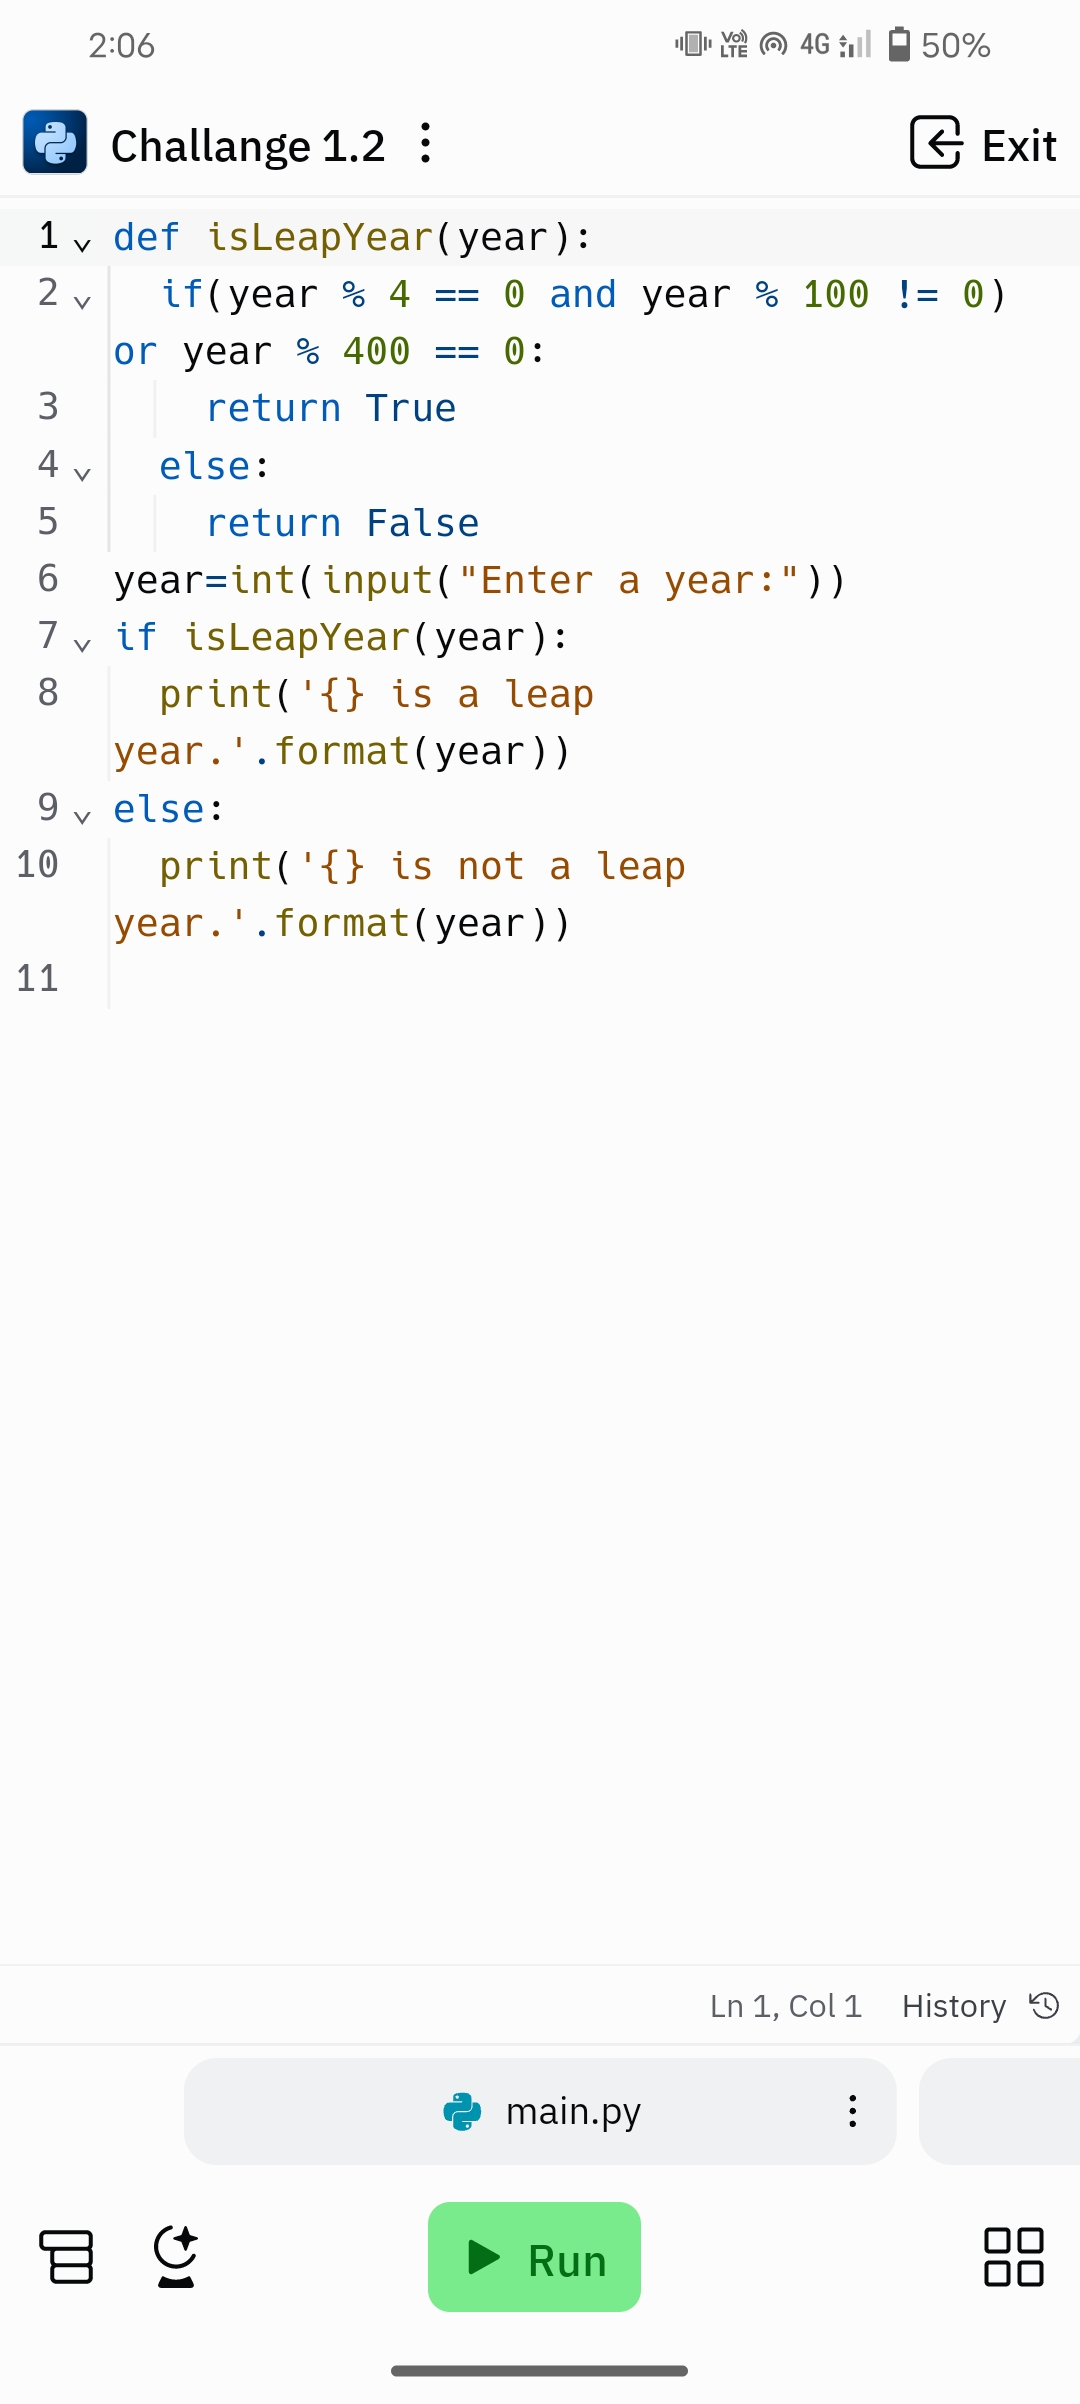 2:06 Vo)) LTE 4G 50%
Challange 1.2 Exit
1 def isLeapYear(year):
2 if(year % 4 == 0 and year % 100 != 0)
or year % 400 == 0:
3 return True
4 else:
5 return False
6 year=int(input("Enter a year:"))
7 if isLeapYear(year):
8 print('{} is a leap
year.'.format(year))
9 else:
10 print('{} is not a leap
year.'.format(year))
11
Ln 1, Col 1 History
main.py
Run